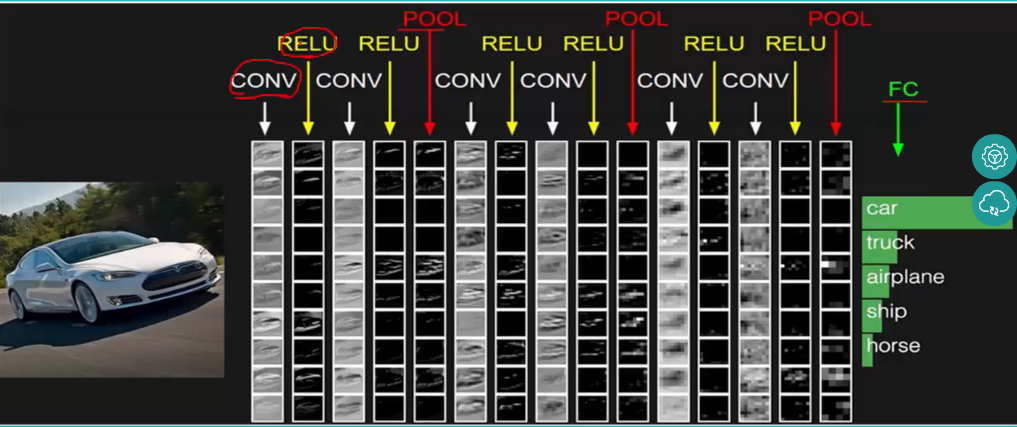 POOL POOL POOL
RELU RELU RELU RELU RELU RELU
CONV CONV CONV CONV CONV CONV
FC
car
truck
airplane
ship
horse